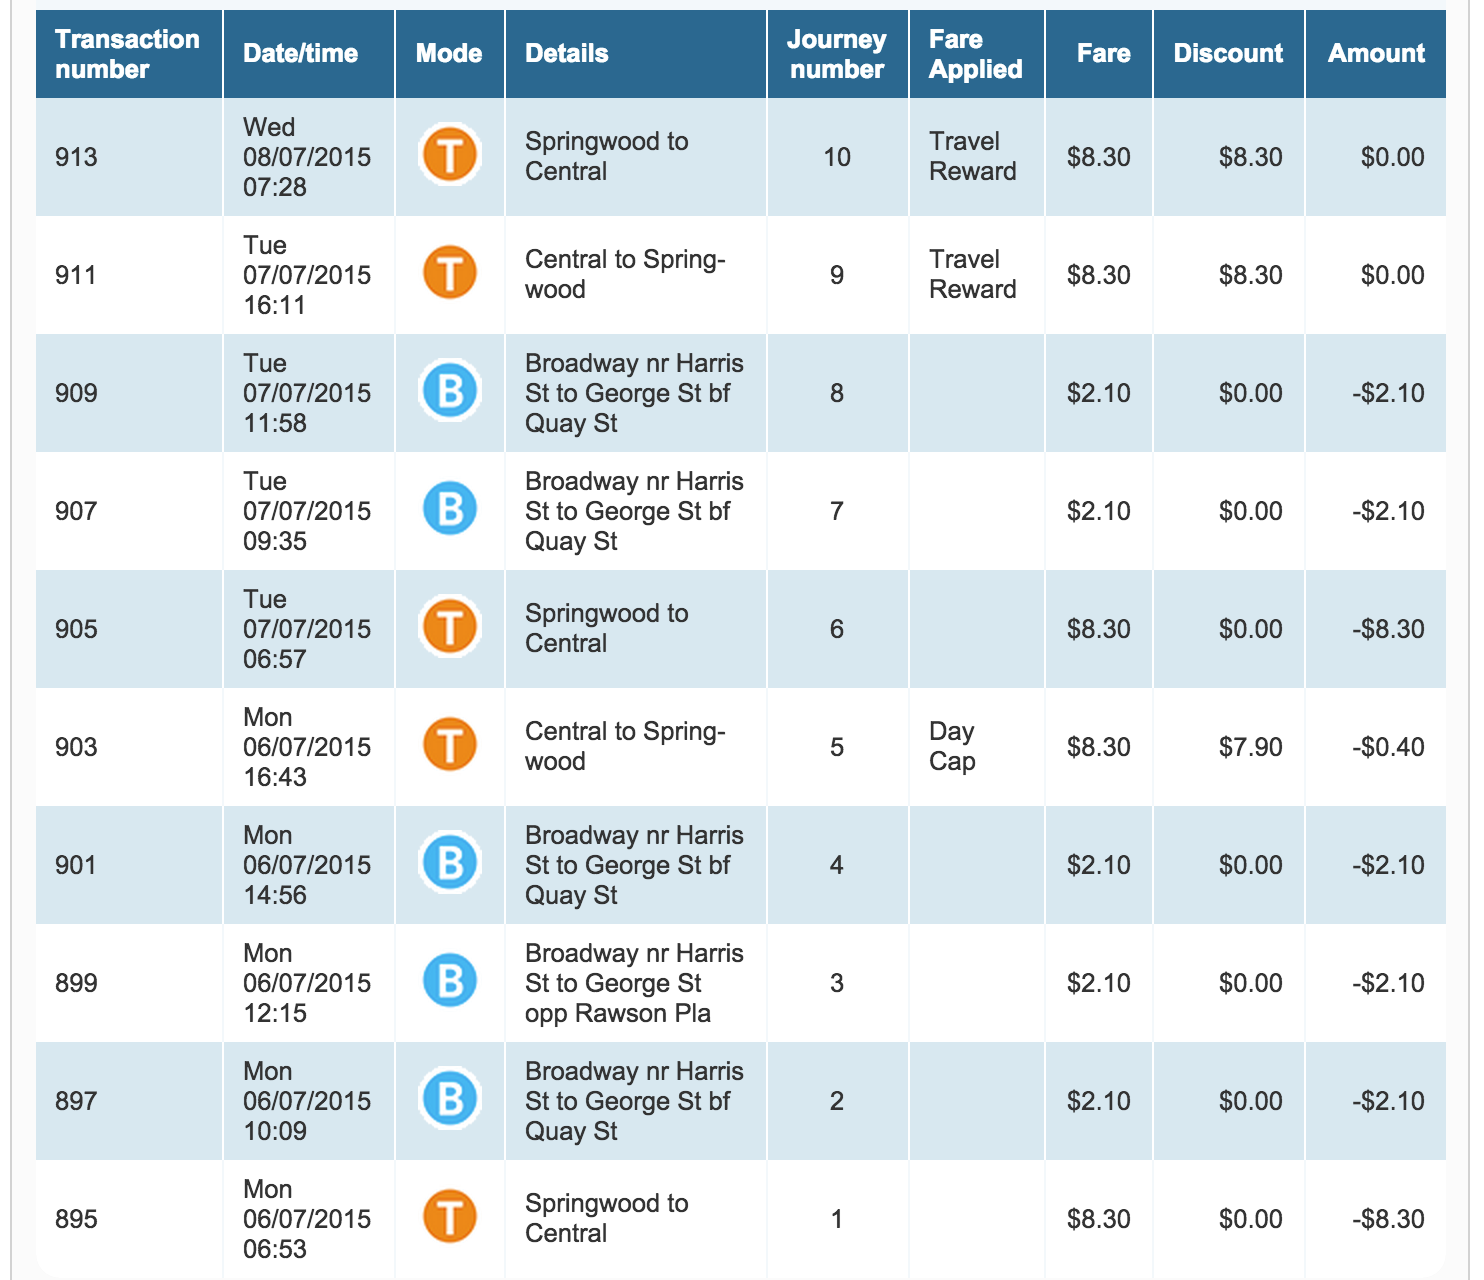 Transaction number Date/time Mode Details Journey number Fare Applied Fare Discount Amount
913 Wed 08/07/2015 07:28 T Springwood to Central 10 Travel Reward $8.30 $8.30 $0.00
911 Tue 07/07/2015 16:11 T Central to Spring-wood 9 Travel Reward $8.30 $8.30 $0.00
909 Tue 07/07/2015 11:58 B Broadway nr Harris St to George St bf Quay St 8 $2.10 $0.00 -$2.10
907 Tue 07/07/2015 09:35 B Broadway nr Harris St to George St bf Quay St 7 $2.10 $0.00 -$2.10
905 Tue 07/07/2015 06:57 T Springwood to Central 6 $8.30 $0.00 -$8.30
903 Mon 06/07/2015 16:43 T Central to Spring-wood 5 Day Cap $8.30 $7.90 -$0.40
901 Mon 06/07/2015 14:56 B Broadway nr Harris St to George St bf Quay St 4 $2.10 $0.00 -$2.10
899 Mon 06/07/2015 12:15 B Broadway nr Harris St to George St opp Rawson Pla 3 $2.10 $0.00 -$2.10
897 Mon 06/07/2015 10:09 B Broadway nr Harris St to George St bf Quay St 2 $2.10 $0.00 -$2.10
895 Mon 06/07/2015 06:53 T Springwood to Central 1 $8.30 $0.00 -$8.30